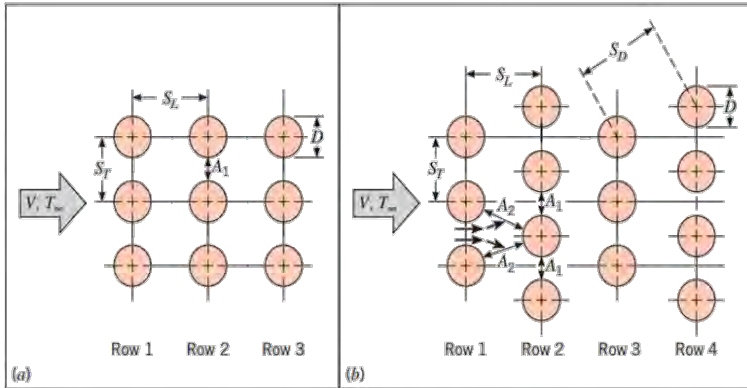 S_L
S_T
D
A_1
V, T_∞
Row 1 Row 2 Row 3
(a)
S_D
S_L
D
S_T
A_2
A_1
V, T_∞
A_2
A_1
Row 1 Row 2 Row 3 Row 4
(b)